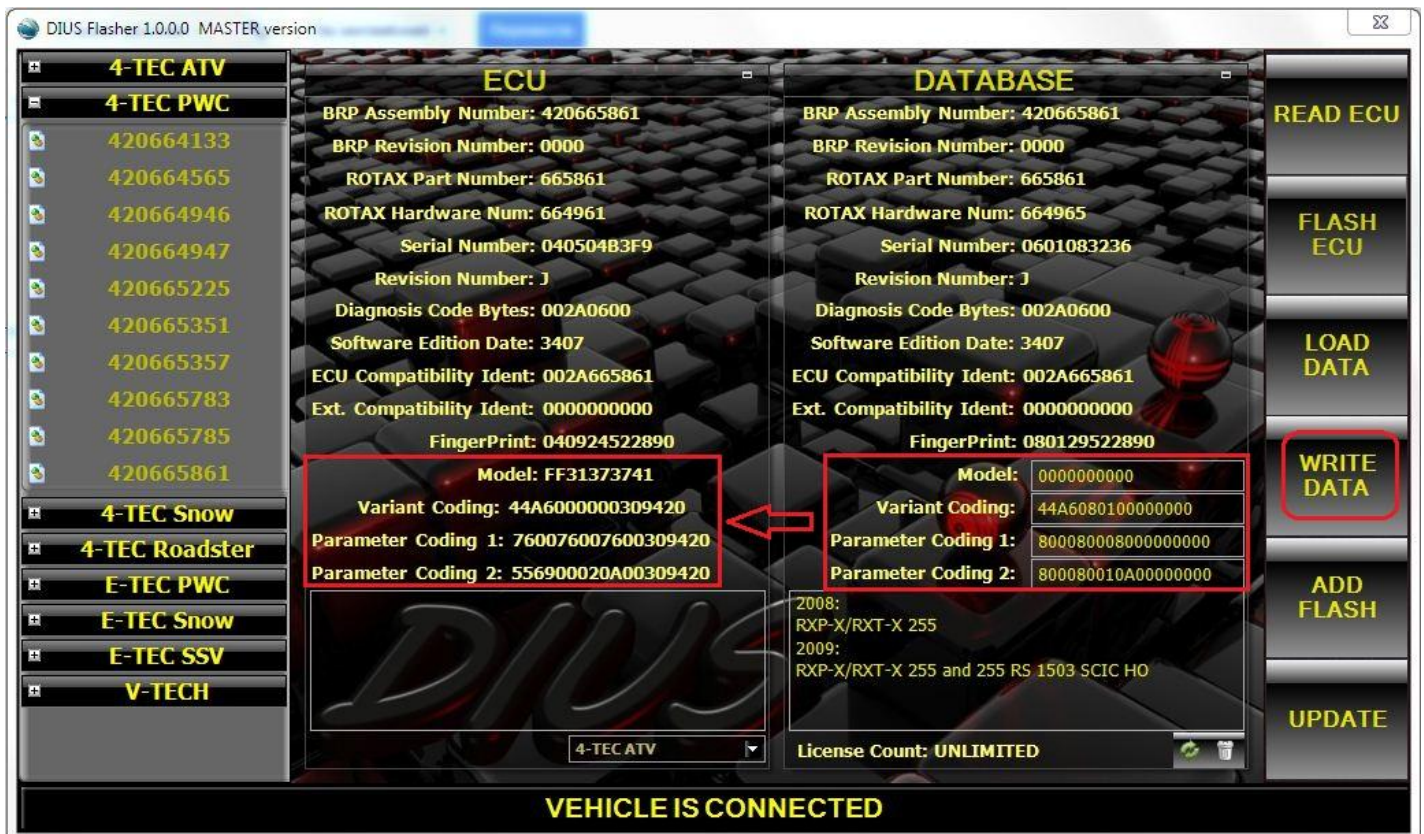 DIUS Flasher 1.0.0.0 MASTER version
4-TEC ATV
4-TEC PWC
420664133
420664565
420664946
420664947
420665225
420665351
420665357
420665783
420665785
420665861
4-TEC Snow
4-TEC Roadster
E-TEC PWC
E-TEC Snow
E-TEC SSV
V-TECH
ECU
BRP Assembly Number: 420665861
BRP Revision Number: 0000
ROTAX Part Number: 665861
ROTAX Hardware Num: 664961
Serial Number: 040504B3F9
Revision Number: J
Diagnosis Code Bytes: 002A0600
Software Edition Date: 3407
ECU Compatibility Ident: 002A665861
Ext. Compatibility Ident: 0000000000
FingerPrint: 040924522890
Model: FF31373741
Variant Coding: 44A6000000309420
Parameter Coding 1: 760076007600309420
Parameter Coding 2: 556900020A00309420
DIUS
4-TEC ATV
DATABASE
BRP Assembly Number: 420665861
BRP Revision Number: 0000
ROTAX Part Number: 665861
ROTAX Hardware Num: 664965
Serial Number: 0601083236
Revision Number: J
Diagnosis Code Bytes: 002A0600
Software Edition Date: 3407
ECU Compatibility Ident: 002A665861
Ext. Compatibility Ident: 0000000000
FingerPrint: 080129522890
Model: 0000000000
Variant Coding: 44A6080100000000
Parameter Coding 1: 800080008000000000
Parameter Coding 2: 800080010A00000000
2008:
RXP-X/RXT-X 255
2009:
RXP-X/RXT-X 255 and 255 RS 1503 SCIC HO
License Count: UNLIMITED
READ ECU
FLASH
ECU
LOAD
DATA
WRITE
DATA
ADD
FLASH
UPDATE
VEHICLE IS CONNECTED